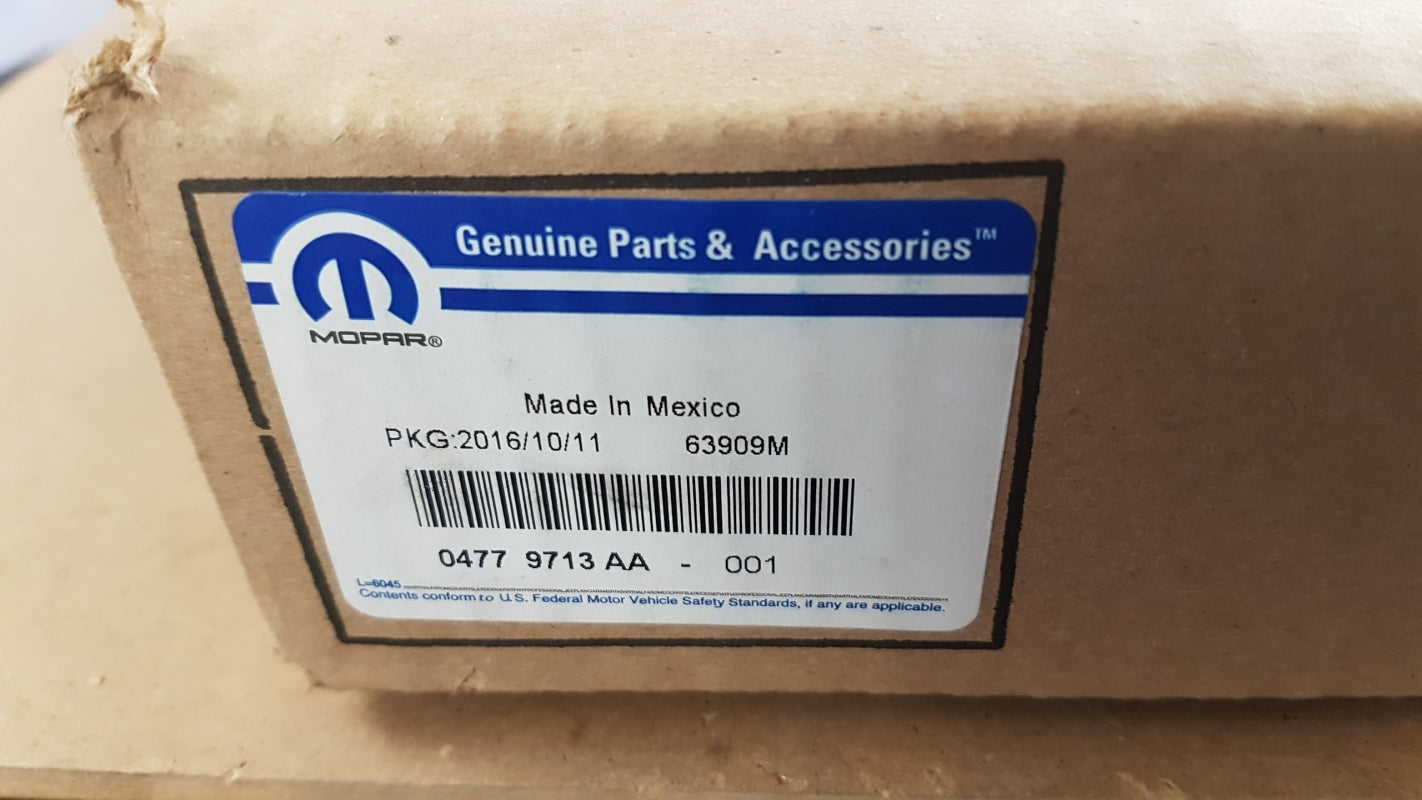 Genuine Parts & Accessories™
MOPAR®
Made In Mexico
PKG:2016/10/11 63909M
0477 9713 AA - 001
L=6045
Contents conform to U.S. Federal Motor Vehicle Safety Standards, if any are applicable.